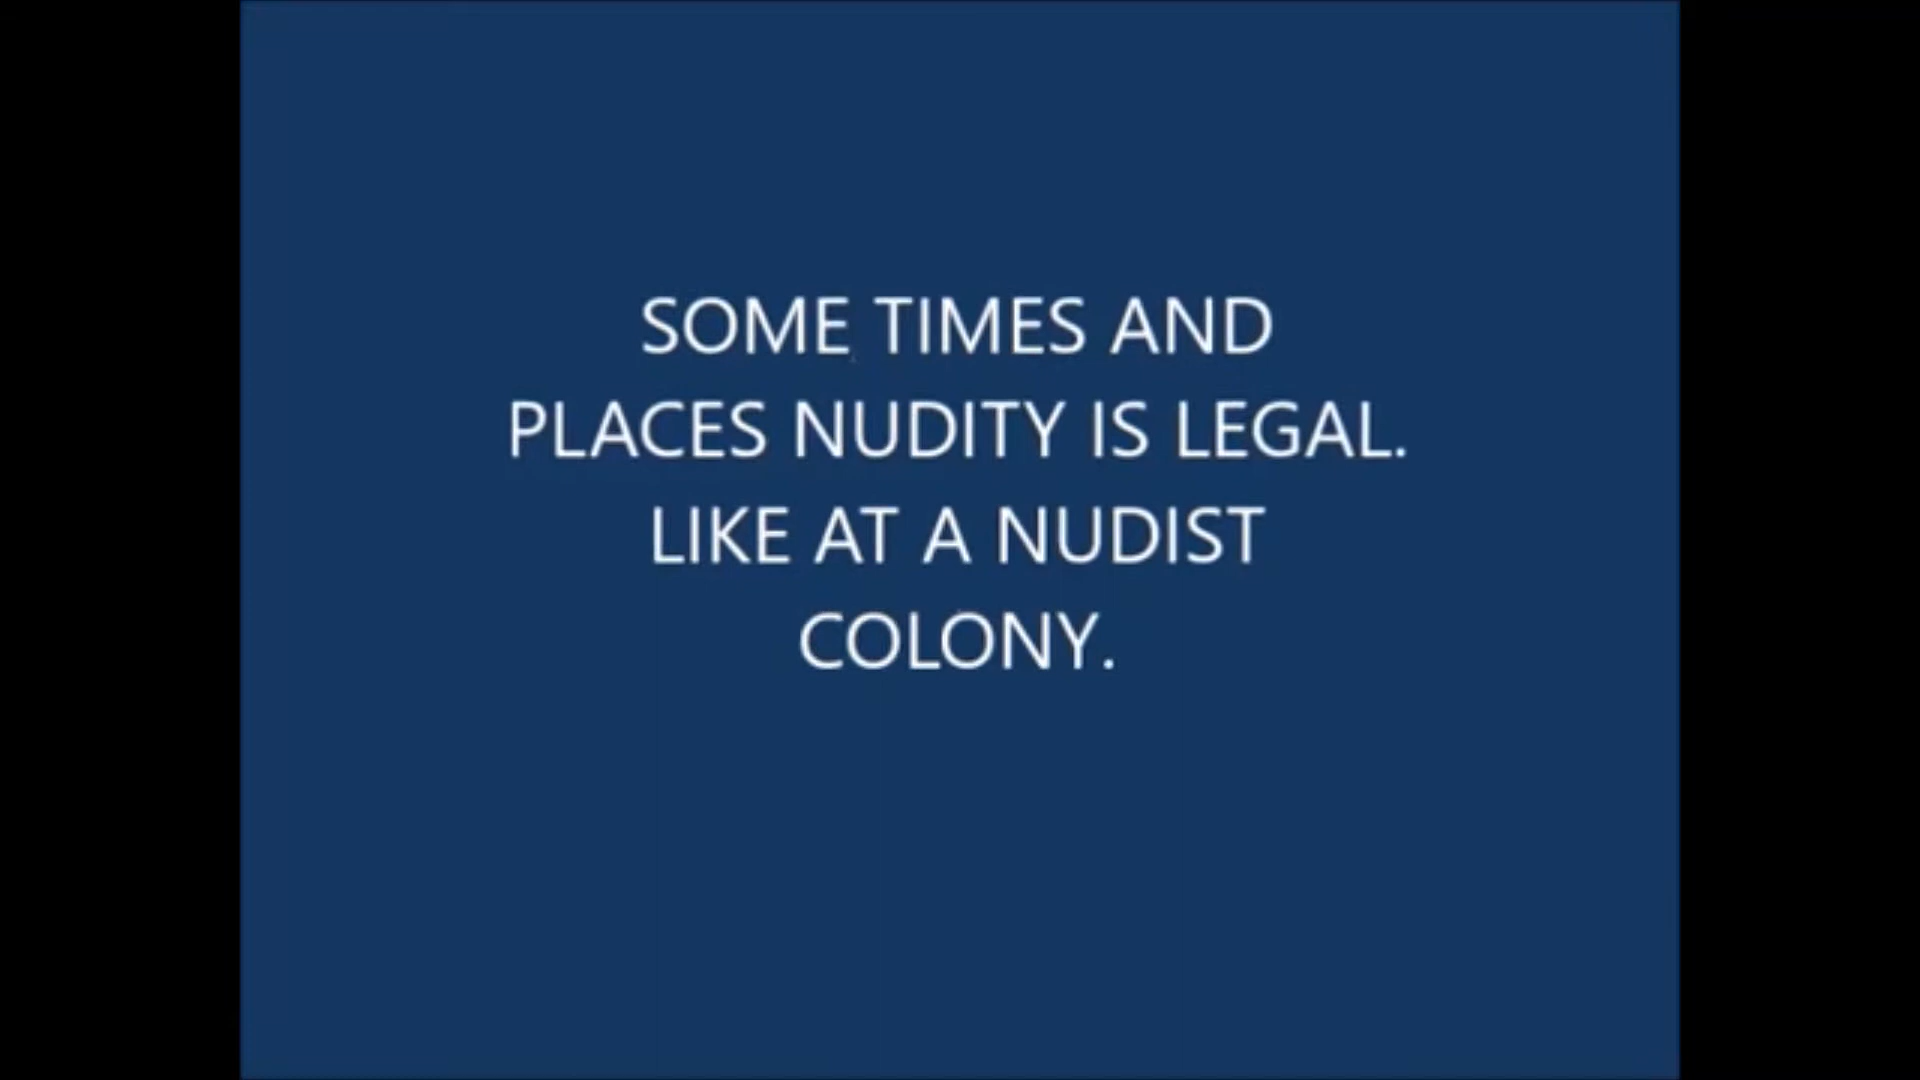 SOME TIMES AND
PLACES NUDITY IS LEGAL.
LIKE AT A NUDIST
COLONY.